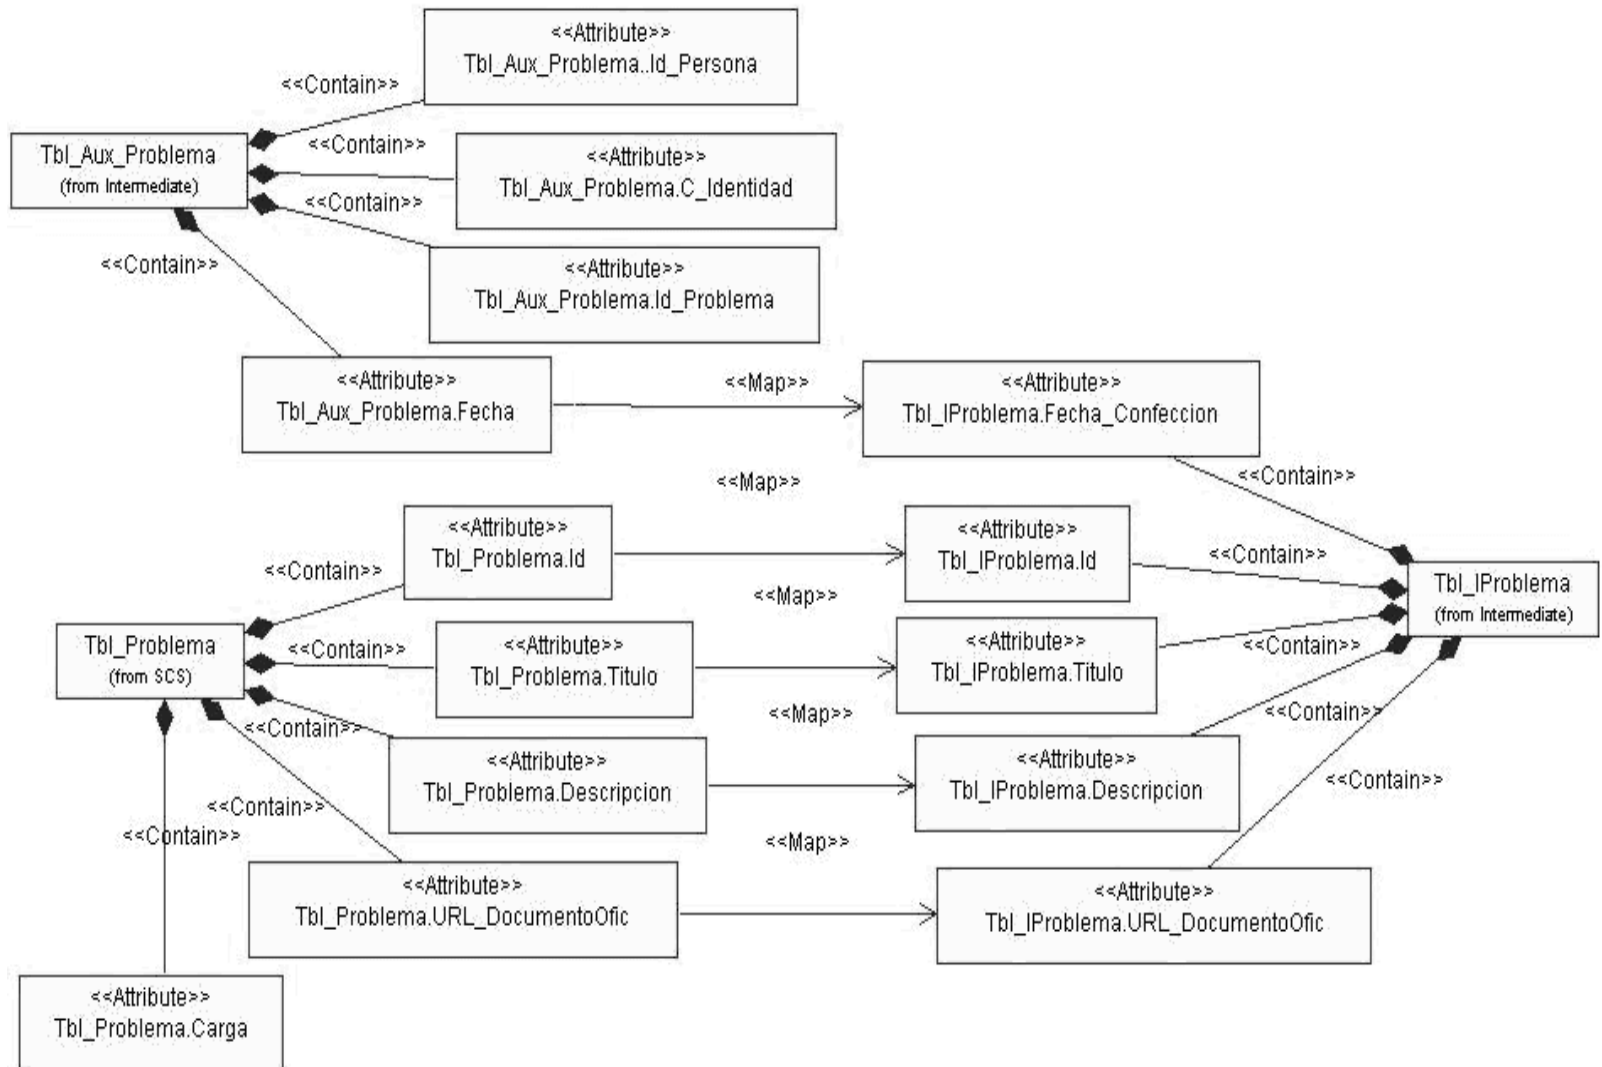 <<Attribute>>
Tbl_Aux_Problema..Id_Persona
<<Contain>>
Tbl_Aux_Problema
(from Intermediate)
<<Contain>>
<<Attribute>>
Tbl_Aux_Problema.C_Identidad
<<Contain>>
<<Contain>>
<<Attribute>>
Tbl_Aux_Problema.Id_Problema
<<Attribute>>
Tbl_Aux_Problema.Fecha
<<Map>>
<<Attribute>>
Tbl_IProblema.Fecha_Confeccion
<<Contain>>
<<Map>>
<<Attribute>>
Tbl_Problema.Id
<<Attribute>>
Tbl_IProblema.Id
<<Contain>>
<<Contain>>
<<Map>>
Tbl_IProblema
(from Intermediate)
Tbl_Problema
(from SCS)
<<Contain>>
<<Attribute>>
Tbl_Problema.Titulo
<<Attribute>>
Tbl_IProblema.Titulo
<<Contain>>
<<Contain>>
<<Map>>
<<Contain>>
<<Attribute>>
Tbl_Problema.Descripcion
<<Attribute>>
Tbl_IProblema.Descripcion
<<Contain>>
<<Contain>>
<<Contain>>
<<Map>>
<<Attribute>>
Tbl_Problema.URL_DocumentoOfic
<<Attribute>>
Tbl_IProblema.URL_DocumentoOfic
<<Attribute>>
Tbl_Problema.Carga